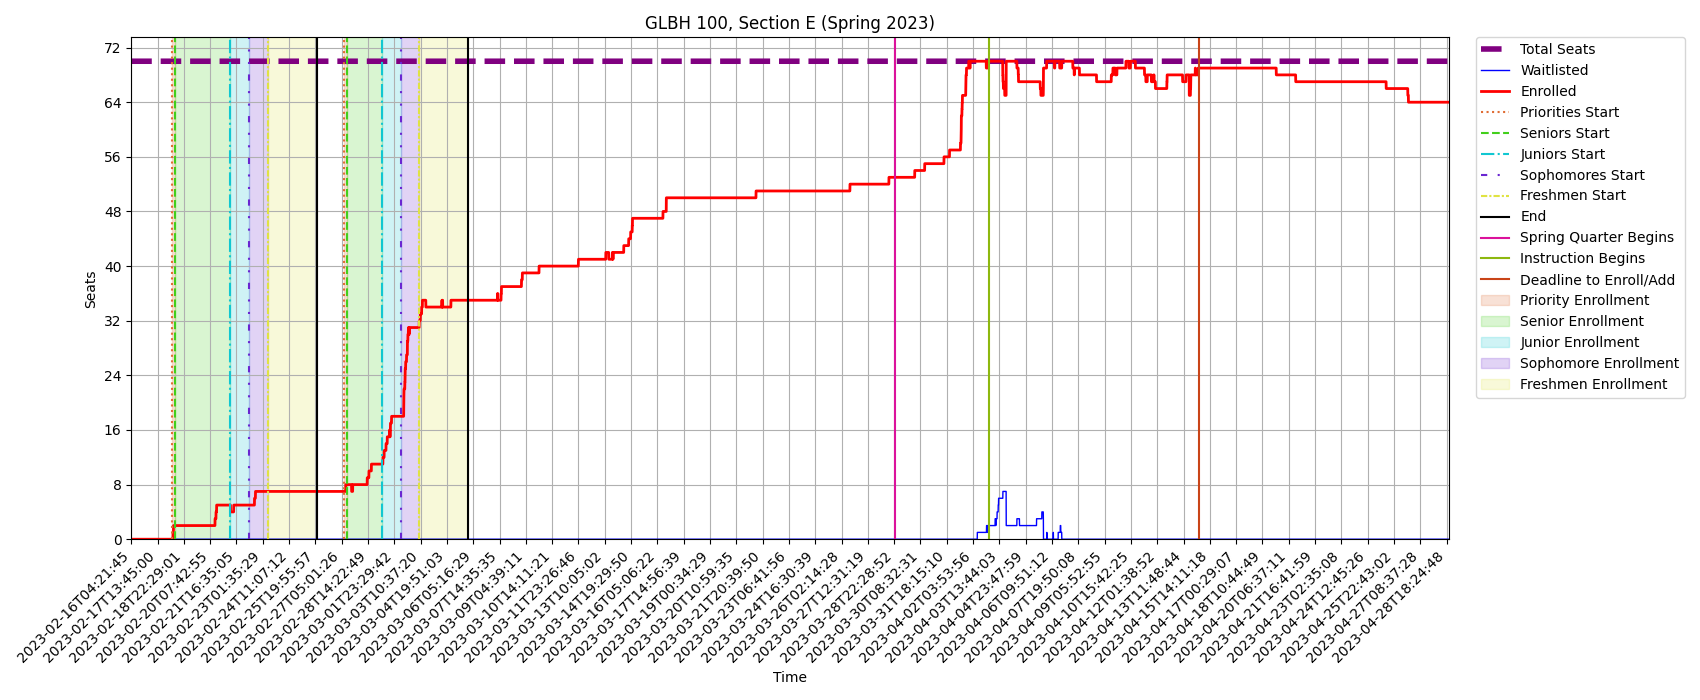 GLBH 100, Section E (Spring 2023)
Seats
72
64
56
48
40
32
24
16
8
0
2023-02-16T04:21:45
2023-02-17T13:45:00
2023-02-18T22:29:01
2023-02-20T07:42:55
2023-02-21T16:35:05
2023-02-23T01:35:29
2023-02-24T11:07:12
2023-02-25T19:55:57
2023-02-27T05:01:26
2023-02-28T14:22:49
2023-03-01T23:29:42
2023-03-03T10:37:20
2023-03-04T19:51:03
2023-03-06T05:16:29
2023-03-07T14:35:35
2023-03-09T04:39:11
2023-03-10T14:11:21
2023-03-11T23:26:46
2023-03-13T10:05:02
2023-03-14T19:29:50
2023-03-16T05:06:22
2023-03-17T14:56:39
2023-03-19T00:34:29
2023-03-20T10:59:35
2023-03-21T20:39:50
2023-03-23T06:41:56
2023-03-24T16:30:39
2023-03-26T02:14:28
2023-03-27T12:31:19
2023-03-28T22:28:52
2023-03-30T08:32:31
2023-03-31T18:15:10
2023-04-02T03:53:56
2023-04-03T13:44:03
2023-04-04T23:47:59
2023-04-06T09:51:12
2023-04-07T19:50:08
2023-04-09T05:52:55
2023-04-10T15:42:25
2023-04-12T01:38:52
2023-04-13T11:48:44
2023-04-15T14:11:18
2023-04-17T00:29:07
2023-04-18T10:44:49
2023-04-20T06:37:11
2023-04-21T16:41:59
2023-04-23T02:35:08
2023-04-24T12:45:26
2023-04-25T22:43:02
2023-04-27T08:37:28
2023-04-28T18:24:48
Time
Total Seats
Waitlisted
Enrolled
Priorities Start
Seniors Start
Juniors Start
Sophomores Start
Freshmen Start
End
Spring Quarter Begins
Instruction Begins
Deadline to Enroll/Add
Priority Enrollment
Senior Enrollment
Junior Enrollment
Sophomore Enrollment
Freshmen Enrollment